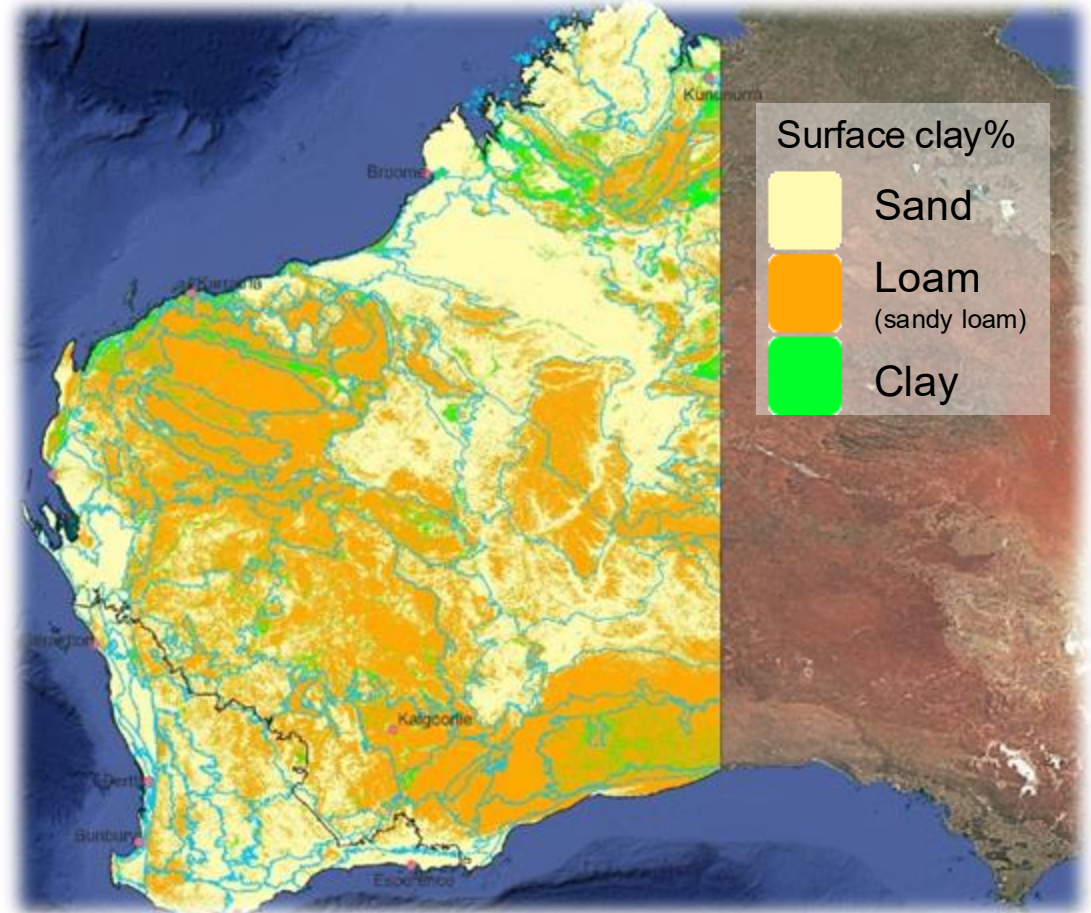 Kununurra
Surface clay%
Sand
Broome
Loam
(sandy loam)
Karratha
Clay
Geraldton
Kalgoorlie
Perth
Bunbury
Esperance